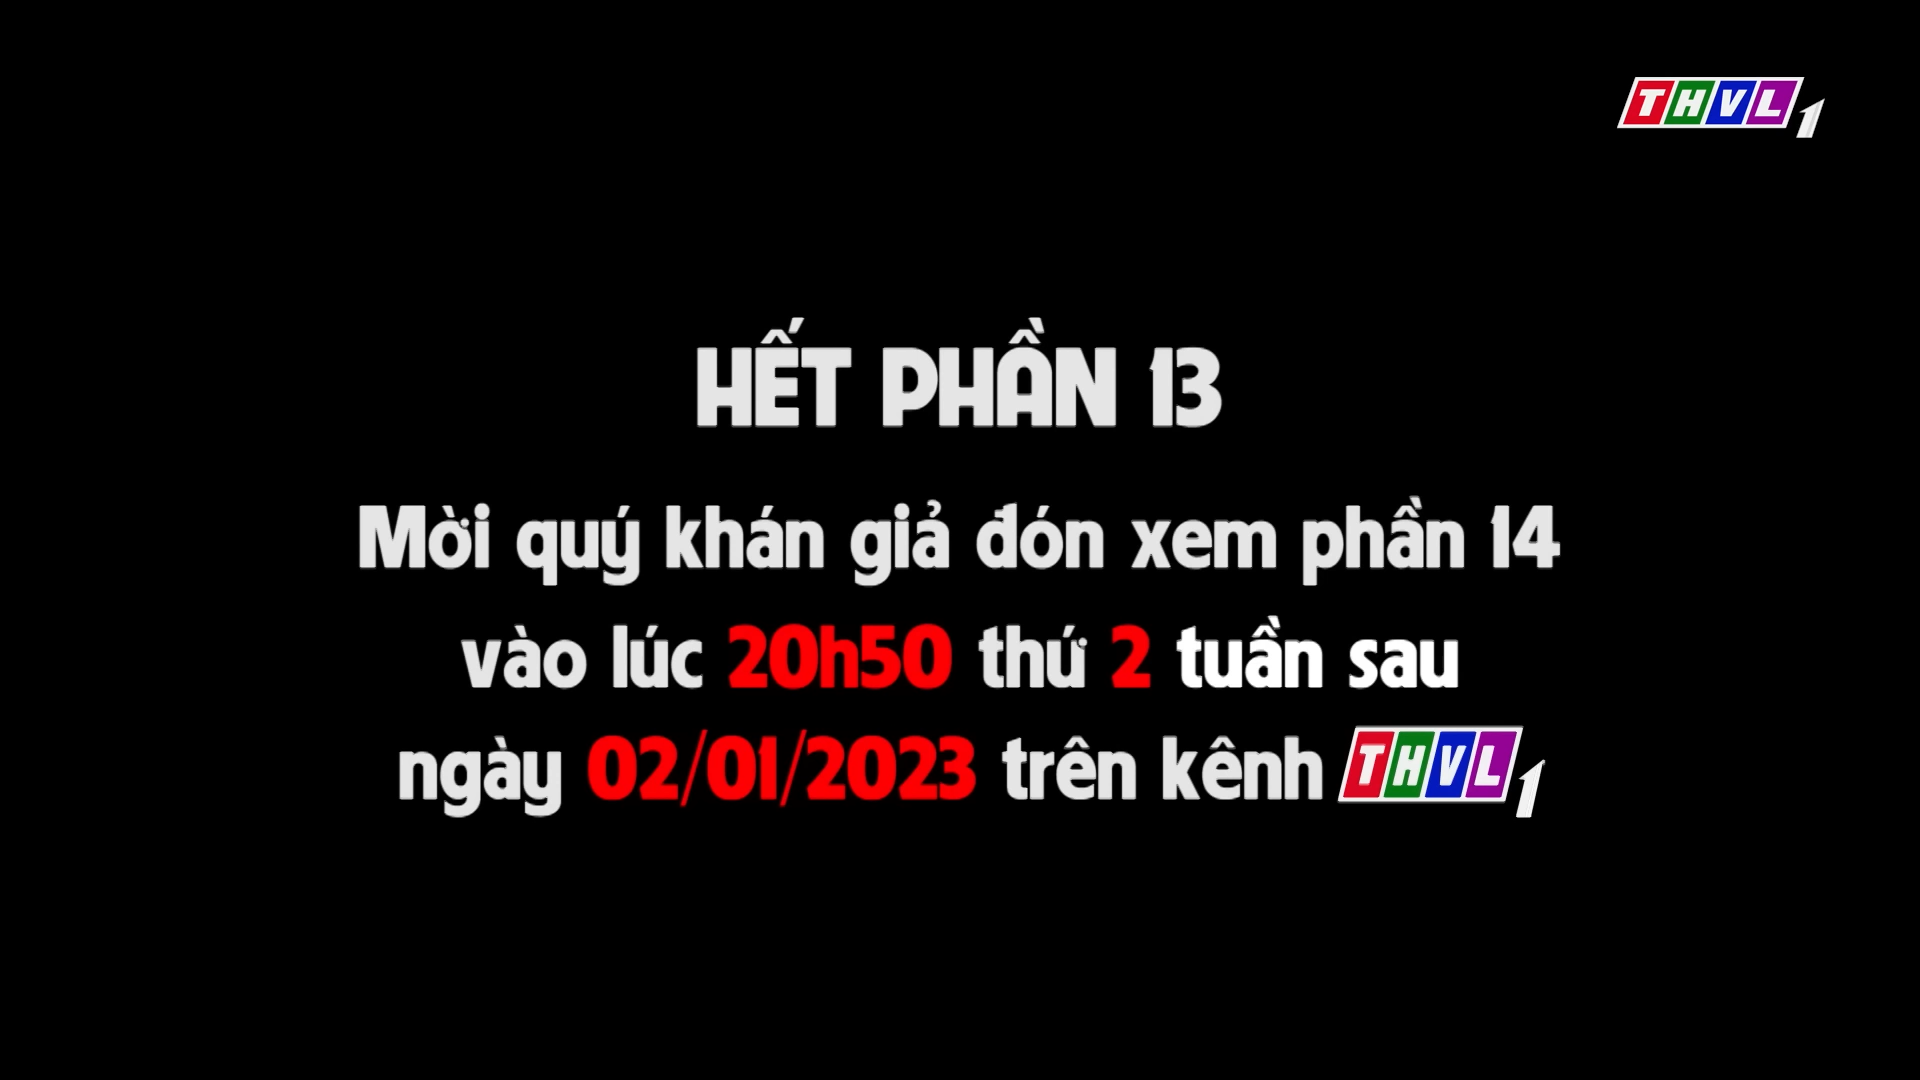 THVL1
HẾT PHẦN 13
Mời quý khán giả đón xem phần 14
vào lúc 20h50 thứ 2 tuần sau
ngày 02/01/2023 trên kênh THVL1